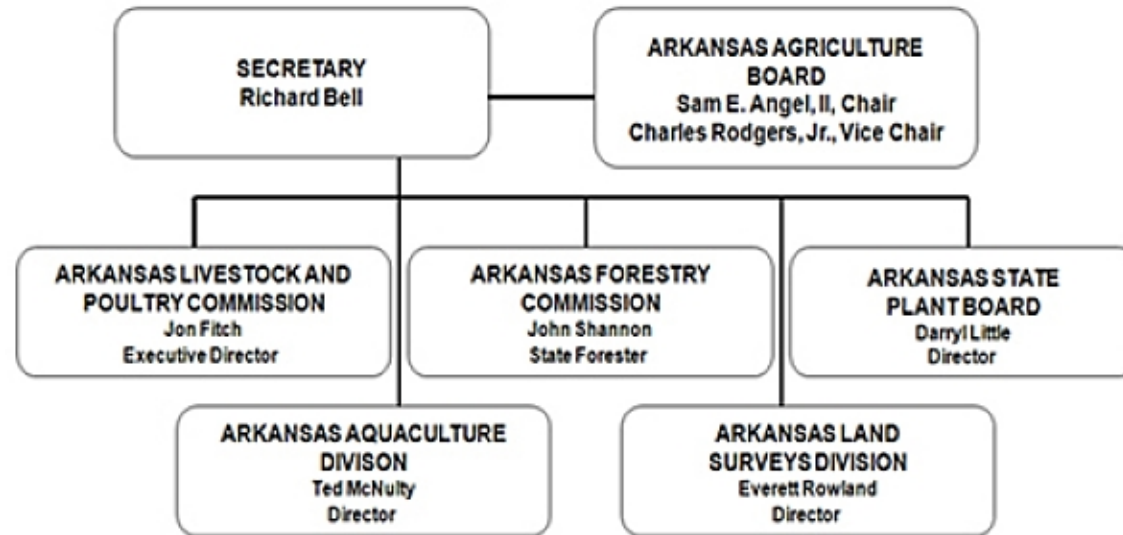 SECRETARY
Richard Bell
ARKANSAS AGRICULTURE
BOARD
Sam E. Angel, II, Chair
Charles Rodgers, Jr., Vice Chair
ARKANSAS LIVESTOCK AND
POULTRY COMMISSION
Jon Fitch
Executive Director
ARKANSAS FORESTRY
COMMISSION
John Shannon
State Forester
ARKANSAS STATE
PLANT BOARD
Darryl Little
Director
ARKANSAS AQUACULTURE
DIVISON
Ted McNulty
Director
ARKANSAS LAND
SURVEYS DIVISION
Everett Rowland
Director